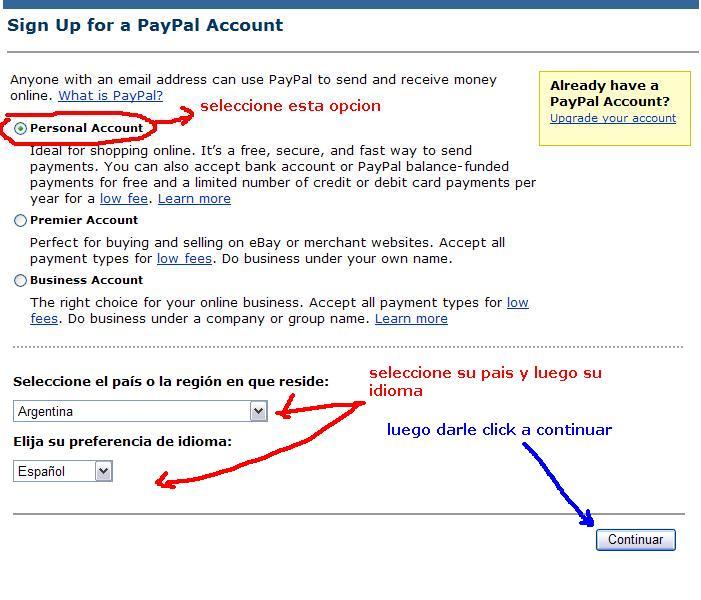 Sign Up for a PayPal Account
Anyone with an email address can use PayPal to send and receive money
online. What is PayPal?
seleccione esta opcion
Already have a
PayPal Account?
Upgrade your account
Personal Account
Ideal for shopping online. It's a free, secure, and fast way to send
payments. You can also accept bank account or PayPal balance-funded
payments for free and a limited number of credit or debit card payments per
year for a low fee. Learn more
Premier Account
Perfect for buying and selling on eBay or merchant websites. Accept all
payment types for low fees. Do business under your own name.
Business Account
The right choice for your online business. Accept all payment types for low
fees. Do business under a company or group name. Learn more
Seleccione el país o la región en que reside:
seleccione su pais y luego su
idioma
Argentina
Elija su preferencia de idioma:
luego darle click a continuar
Español
Continuar